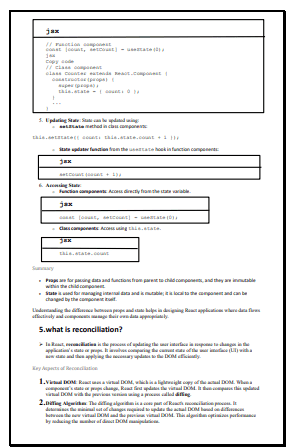 jsx
// Function component
const [count, setCount] = useState(0);
jsx
Copy code
// Class component
class Counter extends React.Component {
constructor(props) {
super(props);
this.state = { count: 0 };
}
...
}
5. Updating State: State can be updated using:
○ setState method in class components:
this.setState({ count: this.state.count + 1 });
○ State updater function from the useState hook in function components:
jsx
setCount(count + 1);
6. Accessing State:
○ Function components: Access directly from the state variable.
jsx
const [count, setCount] = useState(0);
○ Class components: Access using this.state.
jsx
this.state.count
Summary
• Props are for passing data and functions from parent to child components, and they are immutable
within the child component.
• State is used for managing internal data and is mutable; it is local to the component and can be
changed by the component itself.
Understanding the difference between props and state helps in designing React applications where data flows
effectively and components manage their own data appropriately.
5.what is reconciliation?
➢ In React, reconciliation is the process of updating the user interface in response to changes in the
application's state or props. It involves comparing the current state of the user interface (UI) with a
new state and then applying the necessary updates to the DOM efficiently.
Key Aspects of Reconciliation
1. Virtual DOM: React uses a virtual DOM, which is a lightweight copy of the actual DOM. When a
component's state or props change, React first updates the virtual DOM. It then compares this updated
virtual DOM with the previous version using a process called diffing.
2. Diffing Algorithm: The diffing algorithm is a core part of React's reconciliation process. It
determines the minimal set of changes required to update the actual DOM based on differences
between the new virtual DOM and the previous virtual DOM. This algorithm optimizes performance
by reducing the number of direct DOM manipulations.